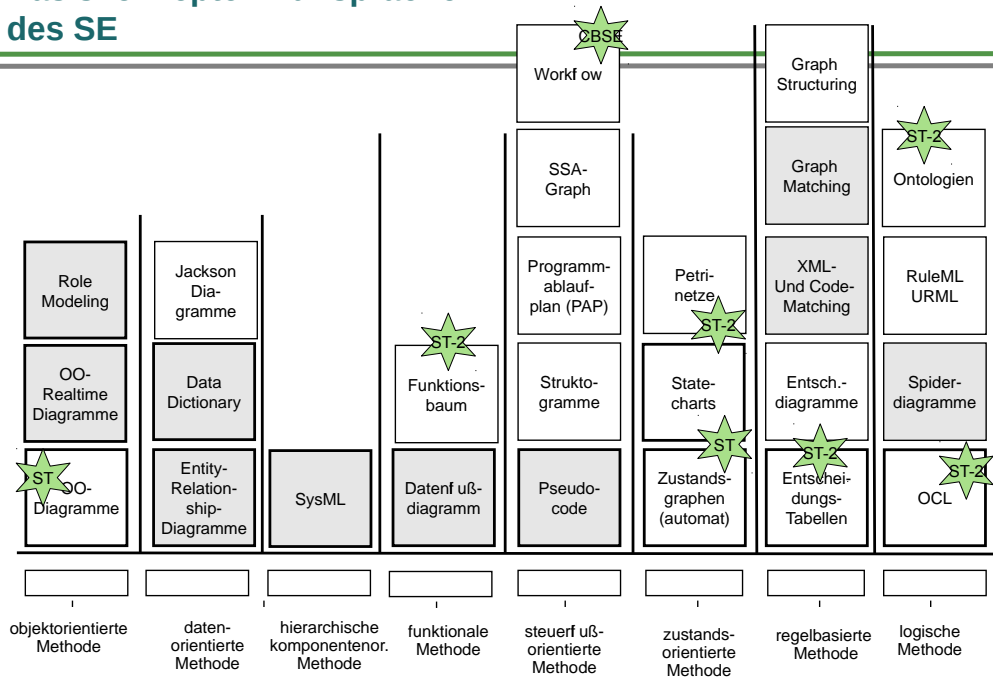 des SE
CBSE
Workf ow
Graph
Structuring
ST-2
SSA-
Graph
Graph
Matching
Ontologien
Role
Modeling
Jackson
Dia-
gramme
Programm-
ablauf-
plan (PAP)
Petri-
netze
XML-
Und Code-
Matching
RuleML
URML
ST-2
ST-2
OO-
Realtime
Diagramme
Data
Dictionary
Funktions-
baum
Strukto-
gramme
State-
charts
Entsch.-
diagramme
Spider-
diagramme
ST
ST-2
ST
OO-
Diagramme
Entity-
Relation-
ship-
Diagramme
SysML
Datenf uß-
diagramm
Pseudo-
code
Zustands-
graphen
(automat)
Entschei-
dungs-
Tabellen
ST-2
OCL
objektorientierte
Methode
daten-
orientierte
Methode
hierarchische
komponentenor.
Methode
funktionale
Methode
steuerf uß-
orientierte
Methode
zustands-
orientierte
Methode
regelbasierte
Methode
logische
Methode